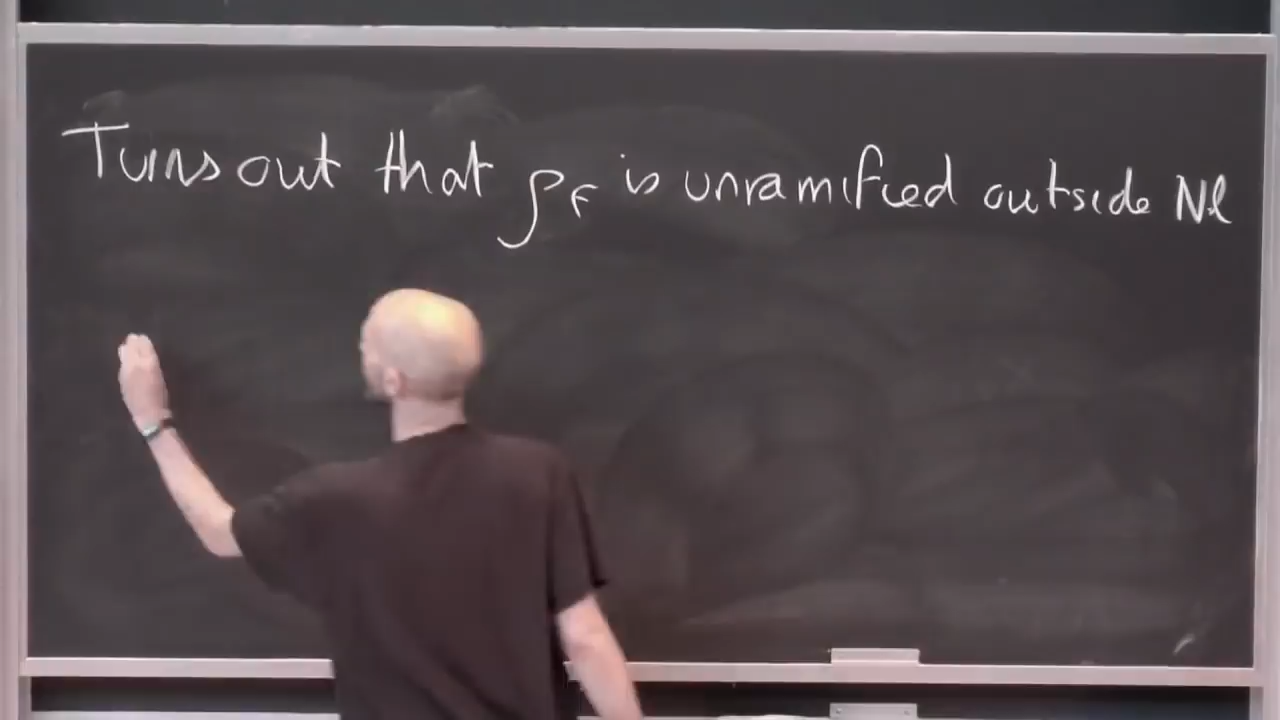 Turns out that ρ_F is unramified outside Nl